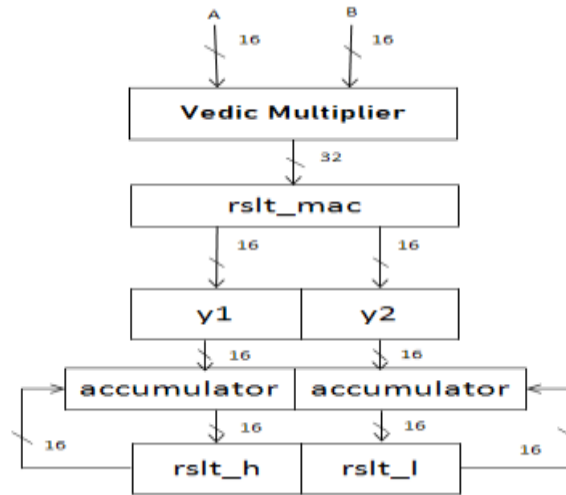 A B
16 16
Vedic Multiplier
32
rslt_mac
16 16
y1 y2
16 16
accumulator accumulator
16 16 16 16
rslt_h rslt_l